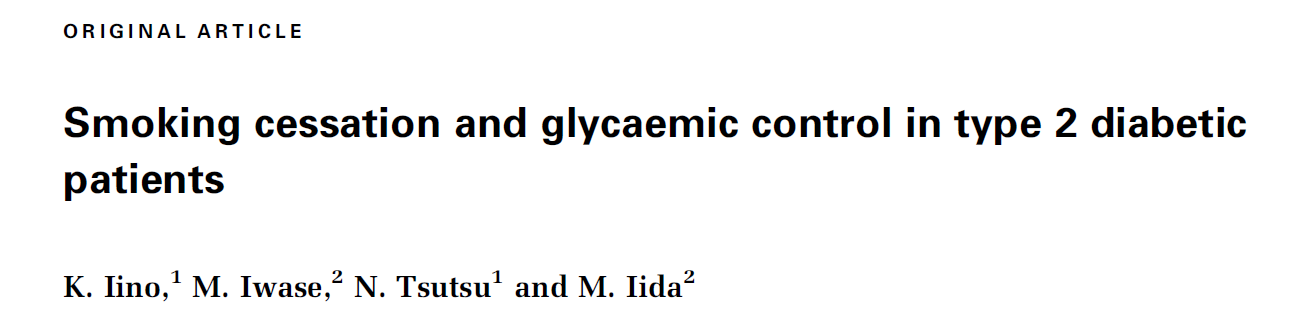 ORIGINAL ARTICLE
Smoking cessation and glycaemic control in type 2 diabetic
patients
K. Iino,¹ M. Iwase,² N. Tsutsu¹ and M. Iida²